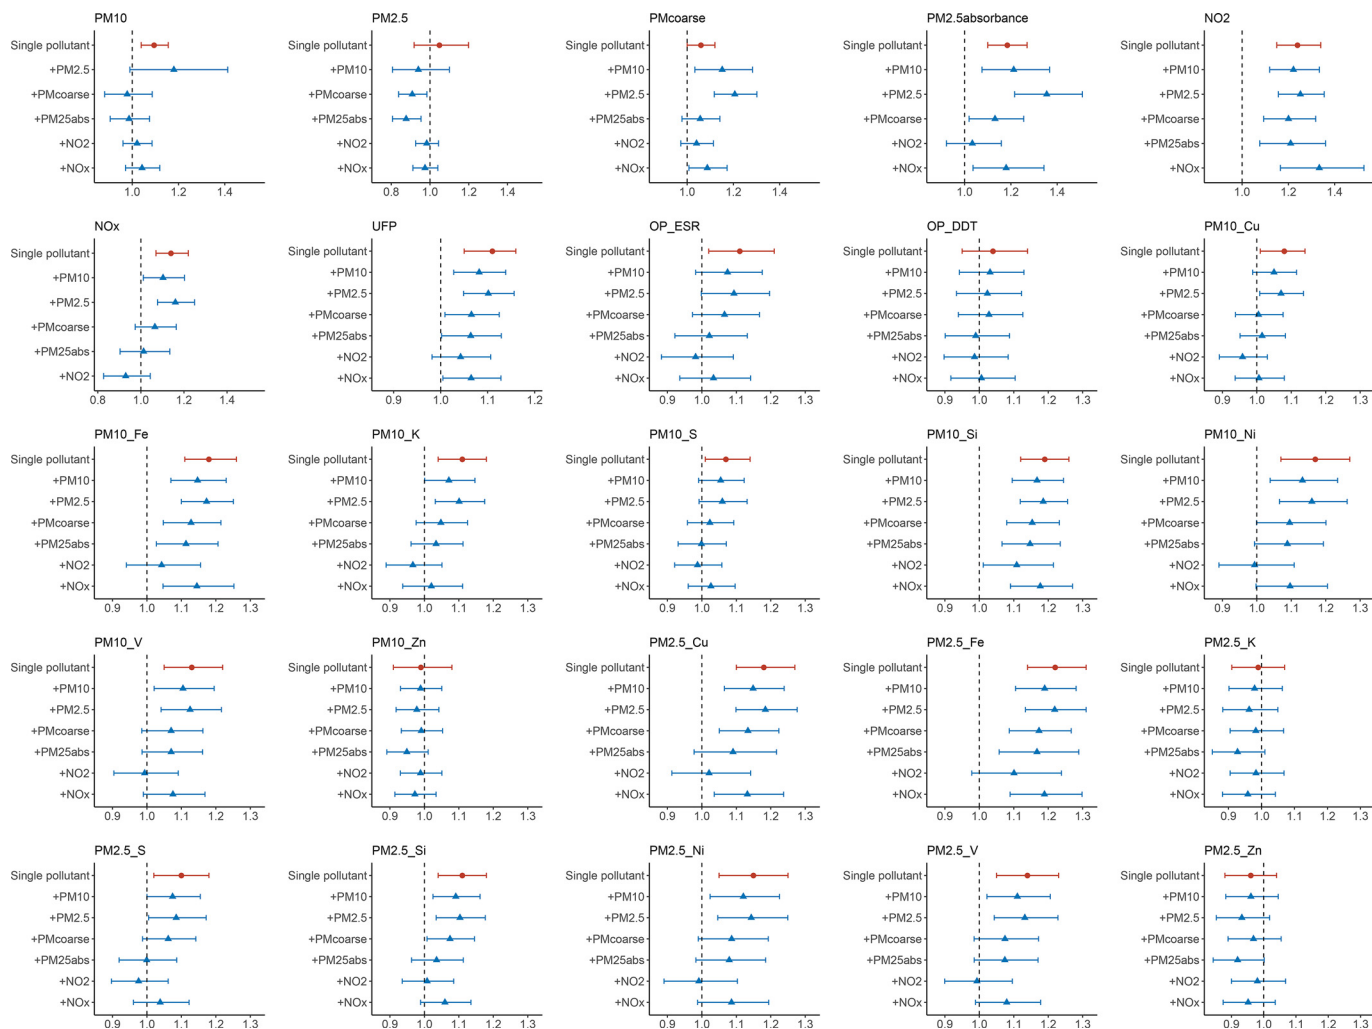 PM10
Single pollutant
+PM2.5
+PMcoarse
+PM25abs
+NO2
+NOx
1.0 1.2 1.4
PM2.5
Single pollutant
+PM10
+PMcoarse
+PM25abs
+NO2
+NOx
0.8 1.0 1.2 1.4
PMcoarse
Single pollutant
+PM10
+PM2.5
+PM25abs
+NO2
+NOx
1.0 1.2 1.4
PM2.5absorbance
Single pollutant
+PM10
+PM2.5
+PMcoarse
+NO2
+NOx
1.0 1.2 1.4
NO2
Single pollutant
+PM10
+PM2.5
+PMcoarse
+PM25abs
+NOx
1.0 1.2 1.4
NOx
Single pollutant
+PM10
+PM2.5
+PMcoarse
+PM25abs
+NO2
0.8 1.0 1.2 1.4
UFP
Single pollutant
+PM10
+PM2.5
+PMcoarse
+PM25abs
+NO2
+NOx
0.9 1.0 1.1 1.2
OP_ESR
Single pollutant
+PM10
+PM2.5
+PMcoarse
+PM25abs
+NO2
+NOx
0.9 1.0 1.1 1.2 1.3
OP_DDT
Single pollutant
+PM10
+PM2.5
+PMcoarse
+PM25abs
+NO2
+NOx
0.9 1.0 1.1 1.2 1.3
PM10_Cu
Single pollutant
+PM10
+PM2.5
+PMcoarse
+PM25abs
+NO2
+NOx
0.9 1.0 1.1 1.2 1.3
PM10_Fe
Single pollutant
+PM10
+PM2.5
+PMcoarse
+PM25abs
+NO2
+NOx
0.9 1.0 1.1 1.2 1.3
PM10_K
Single pollutant
+PM10
+PM2.5
+PMcoarse
+PM25abs
+NO2
+NOx
0.9 1.0 1.1 1.2 1.3
PM10_S
Single pollutant
+PM10
+PM2.5
+PMcoarse
+PM25abs
+NO2
+NOx
0.9 1.0 1.1 1.2 1.3
PM10_Si
Single pollutant
+PM10
+PM2.5
+PMcoarse
+PM25abs
+NO2
+NOx
0.9 1.0 1.1 1.2 1.3
PM10_Ni
Single pollutant
+PM10
+PM2.5
+PMcoarse
+PM25abs
+NO2
+NOx
0.9 1.0 1.1 1.2 1.3
PM10_V
Single pollutant
+PM10
+PM2.5
+PMcoarse
+PM25abs
+NO2
+NOx
0.9 1.0 1.1 1.2 1.3
PM10_Zn
Single pollutant
+PM10
+PM2.5
+PMcoarse
+PM25abs
+NO2
+NOx
0.9 1.0 1.1 1.2 1.3
PM2.5_Cu
Single pollutant
+PM10
+PM2.5
+PMcoarse
+PM25abs
+NO2
+NOx
0.9 1.0 1.1 1.2 1.3
PM2.5_Fe
Single pollutant
+PM10
+PM2.5
+PMcoarse
+PM25abs
+NO2
+NOx
0.9 1.0 1.1 1.2 1.3
PM2.5_K
Single pollutant
+PM10
+PM2.5
+PMcoarse
+PM25abs
+NO2
+NOx
0.9 1.0 1.1 1.2 1.3
PM2.5_S
Single pollutant
+PM10
+PM2.5
+PMcoarse
+PM25abs
+NO2
+NOx
0.9 1.0 1.1 1.2 1.3
PM2.5_Si
Single pollutant
+PM10
+PM2.5
+PMcoarse
+PM25abs
+NO2
+NOx
0.9 1.0 1.1 1.2 1.3
PM2.5_Ni
Single pollutant
+PM10
+PM2.5
+PMcoarse
+PM25abs
+NO2
+NOx
0.9 1.0 1.1 1.2 1.3
PM2.5_V
Single pollutant
+PM10
+PM2.5
+PMcoarse
+PM25abs
+NO2
+NOx
0.9 1.0 1.1 1.2 1.3
PM2.5_Zn
Single pollutant
+PM10
+PM2.5
+PMcoarse
+PM25abs
+NO2
+NOx
0.9 1.0 1.1 1.2 1.3